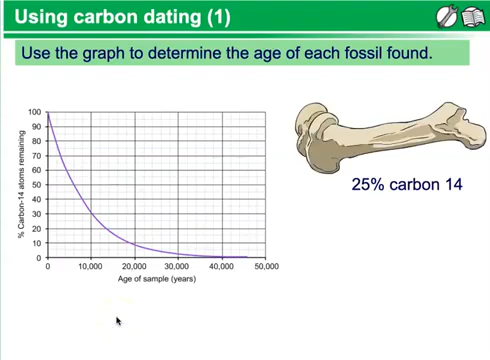 Using carbon dating (1)
Use the graph to determine the age of each fossil found.
% Carbon-14 atoms remaining
100
90
80
70
60
50
40
30
20
10
0
0 10,000 20,000 30,000 40,000 50,000
Age of sample (years)
25% carbon 14